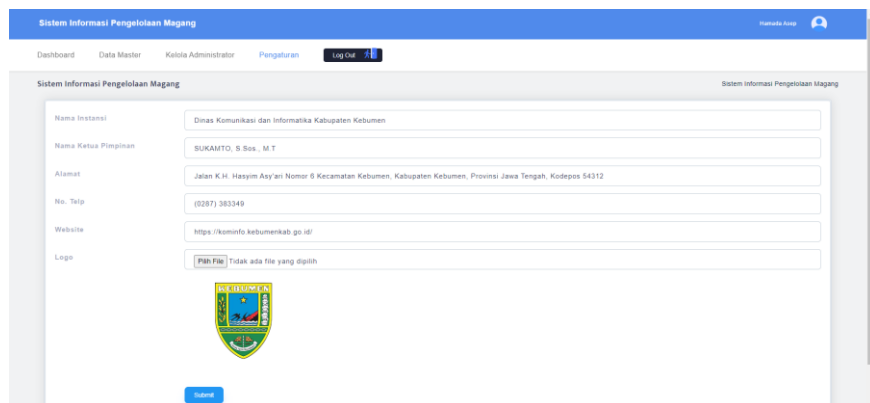 Sistem Informasi Pengelolaan Magang
Hamada Asep
Dashboard Data Master Kelola Administrator Pengaturan Log Out
Sistem Informasi Pengelolaan Magang Sistem Informasi Pengelolaan Magang
Nama Instansi Dinas Komunikasi dan Informatika Kabupaten Kebumen
Nama Ketua Pimpinan SUKAMTO, S.Sos., M.T
Alamat Jalan K.H. Hasyim Asy'ari Nomor 6 Kecamatan Kebumen, Kabupaten Kebumen, Provinsi Jawa Tengah, Kodepos 54312
No. Telp (0287) 383349
Website https://kominfo.kebumenkab.go.id/
Logo Pilih File Tidak ada file yang dipilih
KEBUMEN
Submit